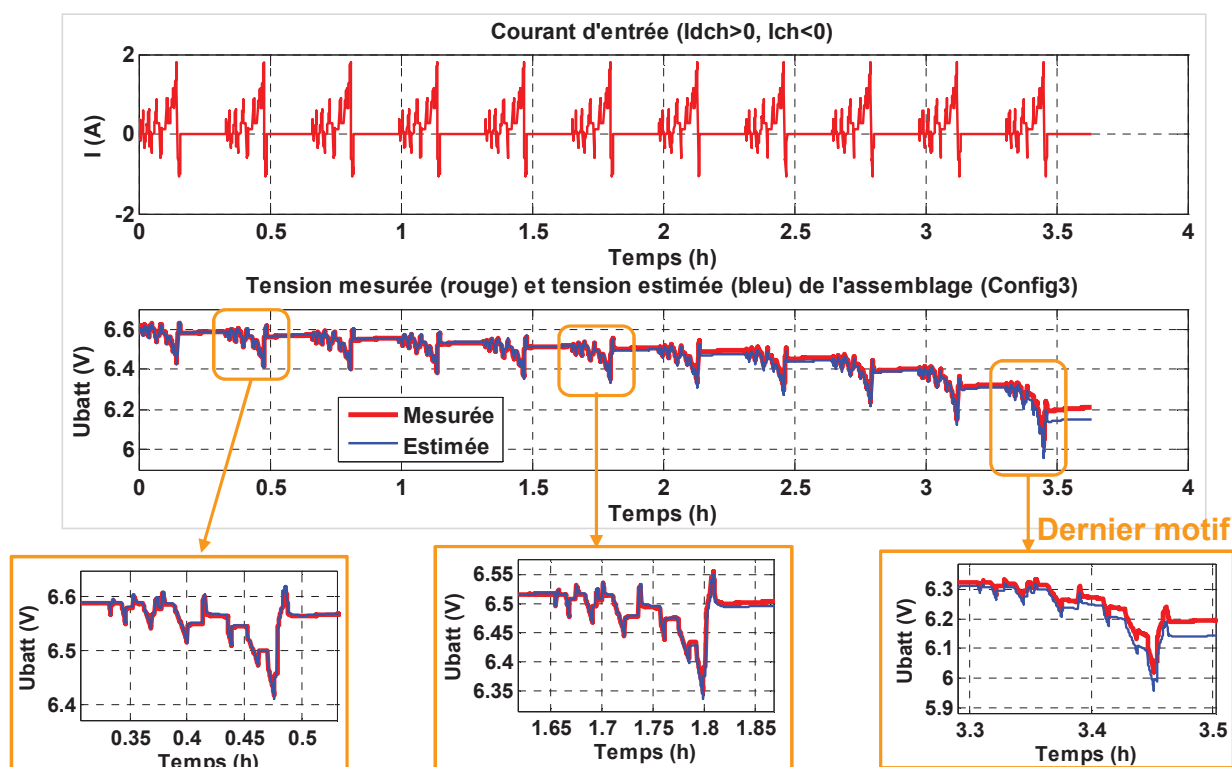 Courant d'entrée (Idch>0, Ich<0)
I (A)
2
0
-2
0 0.5 1 1.5 2 2.5 3 3.5 4
Temps (h)
Tension mesurée (rouge) et tension estimée (bleu) de l'assemblage (Config3)
Ubatt (V)
6.6
6.4
6.2
6
Mesurée
Estimée
0 0.5 1 1.5 2 2.5 3 3.5 4
Temps (h)
Dernier motif
Ubatt (V)
6.6
6.5
6.4
0.35 0.4 0.45 0.5
Temps (h)
Ubatt (V)
6.55
6.5
6.45
6.4
6.35
1.65 1.7 1.75 1.8 1.85
Temps (h)
Ubatt (V)
6.3
6.2
6.1
6
5.9
3.3 3.4 3.5
Temps (h)